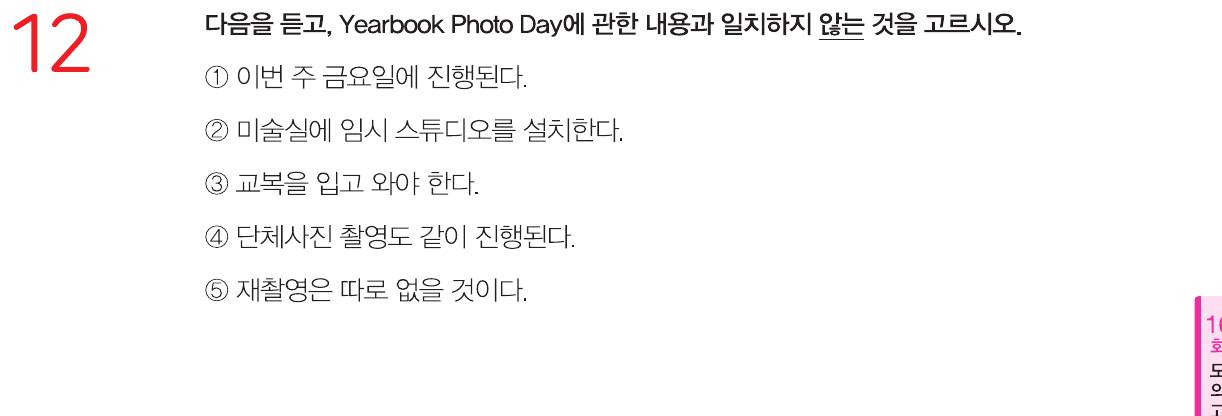 12
다음을 듣고, Yearbook Photo Day에 관한 내용과 일치하지 않는 것을 고르시오.
① 이번 주 금요일에 진행된다.
② 미술실에 임시 스튜디오를 설치한다.
③ 교복을 입고 와야 한다.
④ 단체사진 촬영도 같이 진행된다.
⑤ 재촬영은 따로 없을 것이다.